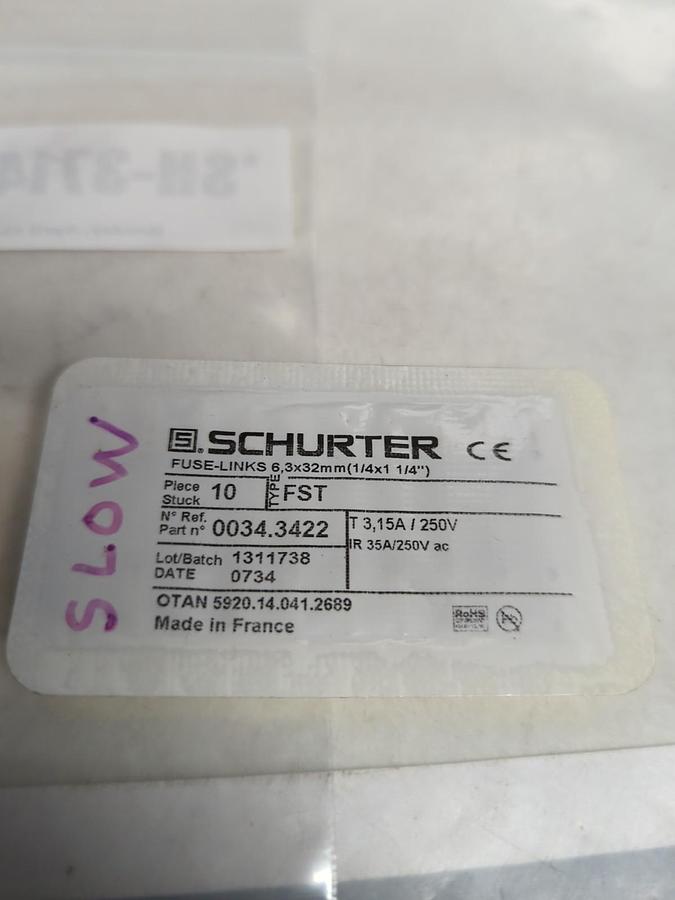 SLOW
S SCHURTER CE
FUSE-LINKS 6,3x32mm(1/4x1 1/4")
Piece
Stuck 10 TYPE FST
N° Ref.
Part n° 0034.3422
T 3,15A / 250V
IR 35A/250V ac
Lot/Batch 1311738
DATE 0734
OTAN 5920.14.041.2689
Made in France
RoHS